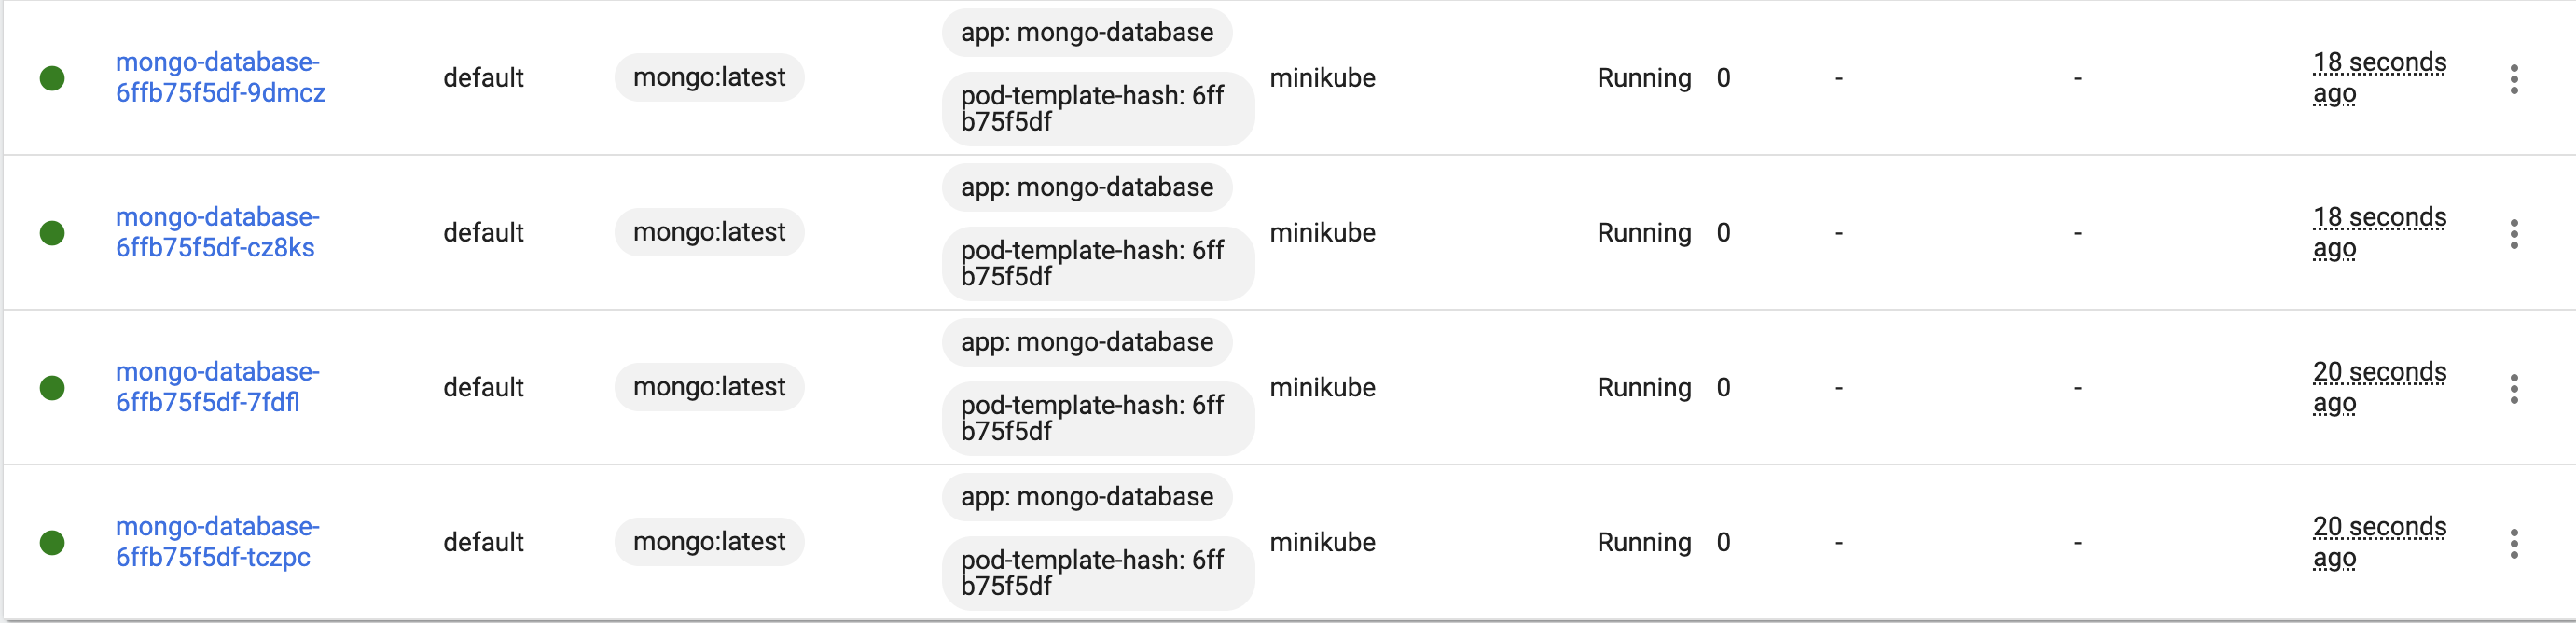 app: mongo-database
mongo-database-
6ffb75f5df-9dmcz
default
mongo:latest
pod-template-hash: 6ff
b75f5df
minikube
Running 0 - -
18 seconds
ago
app: mongo-database
mongo-database-
6ffb75f5df-cz8ks
default
mongo:latest
pod-template-hash: 6ff
b75f5df
minikube
Running 0 - -
18 seconds
ago
app: mongo-database
mongo-database-
6ffb75f5df-7fdfl
default
mongo:latest
pod-template-hash: 6ff
b75f5df
minikube
Running 0 - -
20 seconds
ago
app: mongo-database
mongo-database-
6ffb75f5df-tczpc
default
mongo:latest
pod-template-hash: 6ff
b75f5df
minikube
Running 0 - -
20 seconds
ago